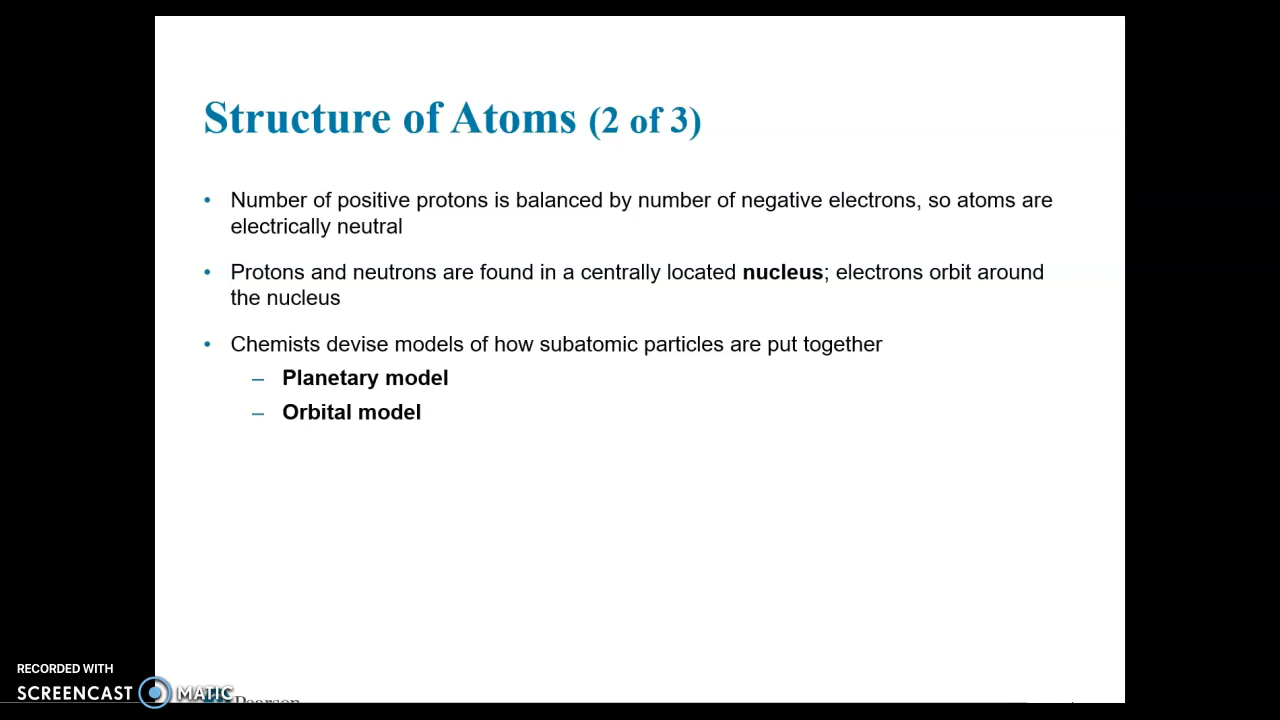 Structure of Atoms (2 of 3)
• Number of positive protons is balanced by number of negative electrons, so atoms are
electrically neutral
• Protons and neutrons are found in a centrally located nucleus; electrons orbit around
the nucleus
• Chemists devise models of how subatomic particles are put together
– Planetary model
– Orbital model
RECORDED WITH
SCREENCAST MATIC
Pearson